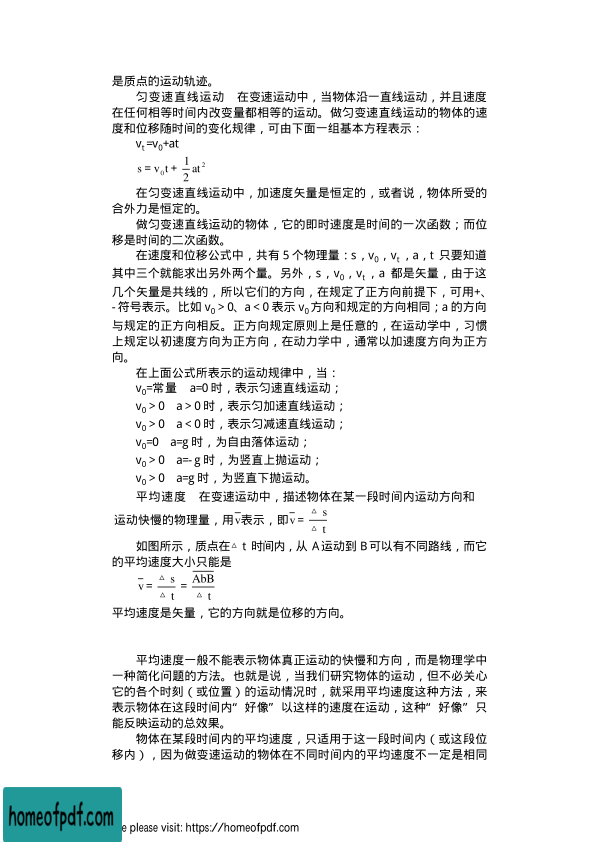 是质点的运动轨迹。
匀变速直线运动　在变速运动中，当物体沿一直线运动，并且速度
在任何相等时间内改变量都相等的运动。做匀变速直线运动的物体的速
度和位移随时间的变化规律，可由下面一组基本方程表示：
vt=v0+at
s = v0t + 1/2 at²
在匀变速直线运动中，加速度矢量是恒定的，或者说，物体所受的
合外力是恒定的。
做匀变速直线运动的物体，它的即时速度是时间的一次函数；而位
移是时间的二次函数。
在速度和位移公式中，共有 5 个物理量：s，v0，vt，a，t 只要知道
其中三个就能求出另外两个量。另外，s，v0，vt，a 都是矢量，由于这
几个矢量是共线的，所以它们的方向，在规定了正方向前提下，可用+、
-符号表示。比如 v0＞0、a＜0 表示 v0方向和规定的方向相同；a 的方向
与规定的正方向相反。正方向规定原则上是任意的，在运动学中，习惯
上规定以初速度方向为正方向，在动力学中，通常以加速度方向为正方
向。
在上面公式所表示的运动规律中，当：
v0=常量　a=0 时，表示匀速直线运动；
v0＞0　a＞0 时，表示匀加速直线运动；
v0＞0　a＜0 时，表示匀减速直线运动；
v0=0　a=g 时，为自由落体运动；
v0＞0　a=-g 时，为竖直上抛运动；
v0＞0　a=g 时，为竖直下抛运动。
平均速度　在变速运动中，描述物体在某一段时间内运动方向和
运动快慢的物理量，用v̄表示，即v̄ = △s/△t
如图所示，质点在△t 时间内，从 A 运动到 B 可以有不同路线，而它
的平均速度大小只能是
v̄ = △s/△t = A̅b̅B̅/△t
平均速度是矢量，它的方向就是位移的方向。
平均速度一般不能表示物体真正运动的快慢和方向，而是物理学中
一种简化问题的方法。也就是说，当我们研究物体的运动，但不必关心
它的各个时刻（或位置）的运动情况时，就采用平均速度这种方法，来
表示物体在这段时间内“好像”以这样的速度在运动，这种“好像”只
能反映运动的总效果。
物体在某段时间内的平均速度，只适用于这一段时间内（或这段位
移内），因为做变速运动的物体在不同时间内的平均速度不一定是相同
homeofpdf.com
please visit: https://homeofpdf.com